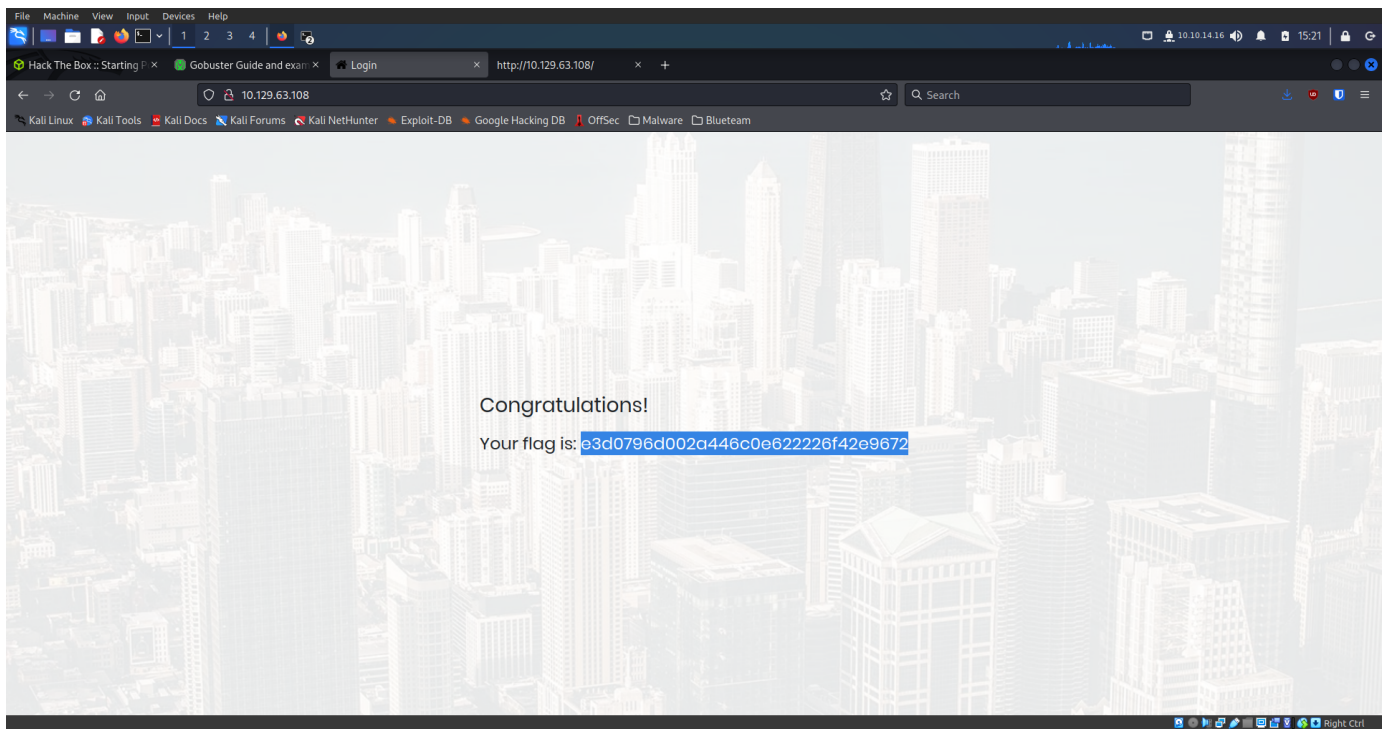 File Machine View Input Devices Help
1 2 3 4 10.10.14.16 15:21
Hack The Box :: Starting P Gobuster Guide and exam Login http://10.129.63.108/
10.129.63.108 Search
Kali Linux Kali Tools Kali Docs Kali Forums Kali NetHunter Exploit-DB Google Hacking DB OffSec Malware Blueteam
Congratulations!
Your flag is: e3d0796d002a446c0e622226f42e9672
Right Ctrl